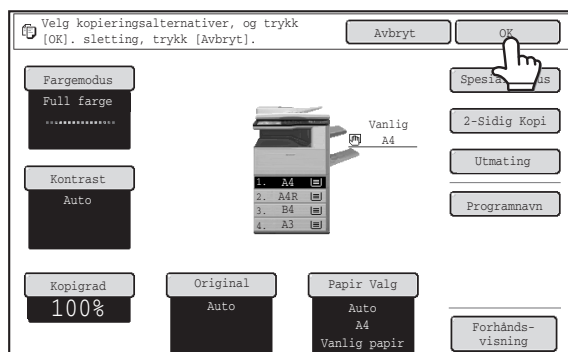 Velg kopieringsalternativer, og trykk
[OK]. sletting, trykk [Avbryt].
Avbryt
OK
Fargemodus
Full farge
Vanlig
A4
2-Sidig Kopi
Utmating
Kontrast
Auto
Programnavn
1. A4
2. A4R
3. B4
4. A3
Kopigrad
100%
Original
Auto
Papir Valg
Auto
A4
Vanlig papir
Forhånds-
visning